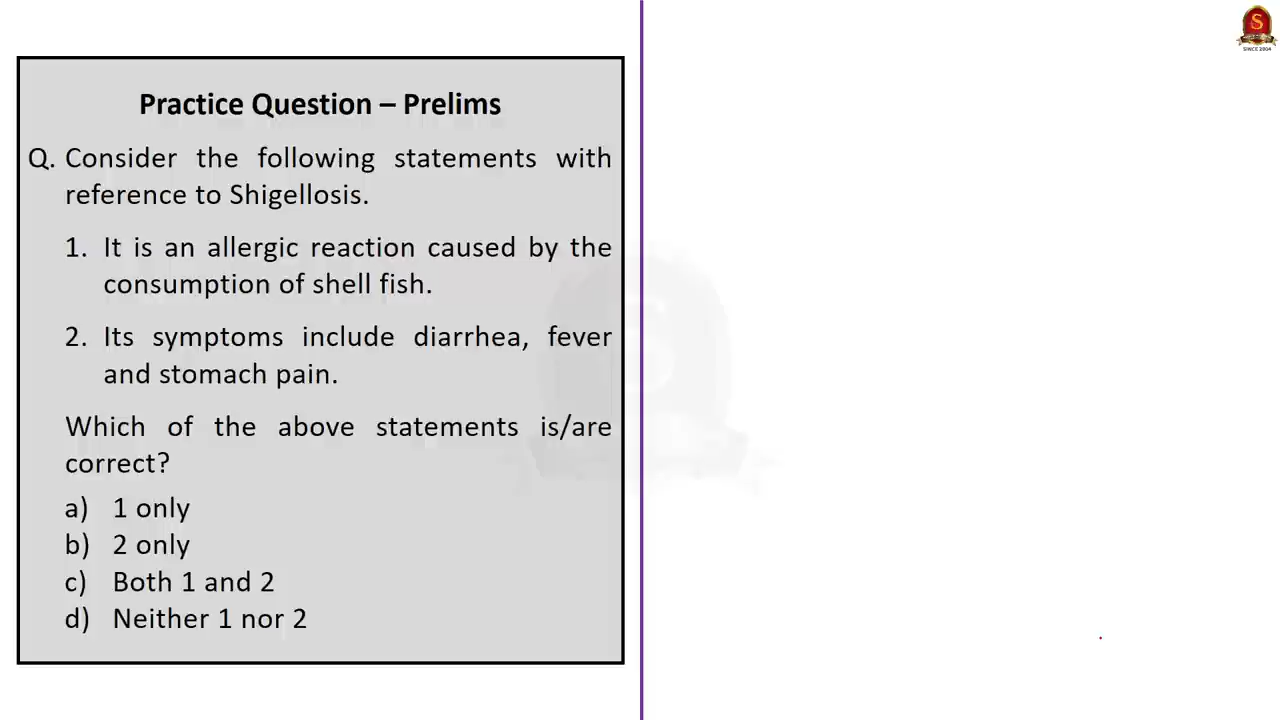 Practice Question – Prelims
Q. Consider the following statements with
reference to Shigellosis.
1. It is an allergic reaction caused by the
consumption of shell fish.
2. Its symptoms include diarrhea, fever
and stomach pain.
Which of the above statements is/are
correct?
a) 1 only
b) 2 only
c) Both 1 and 2
d) Neither 1 nor 2
S
SINCE 2004